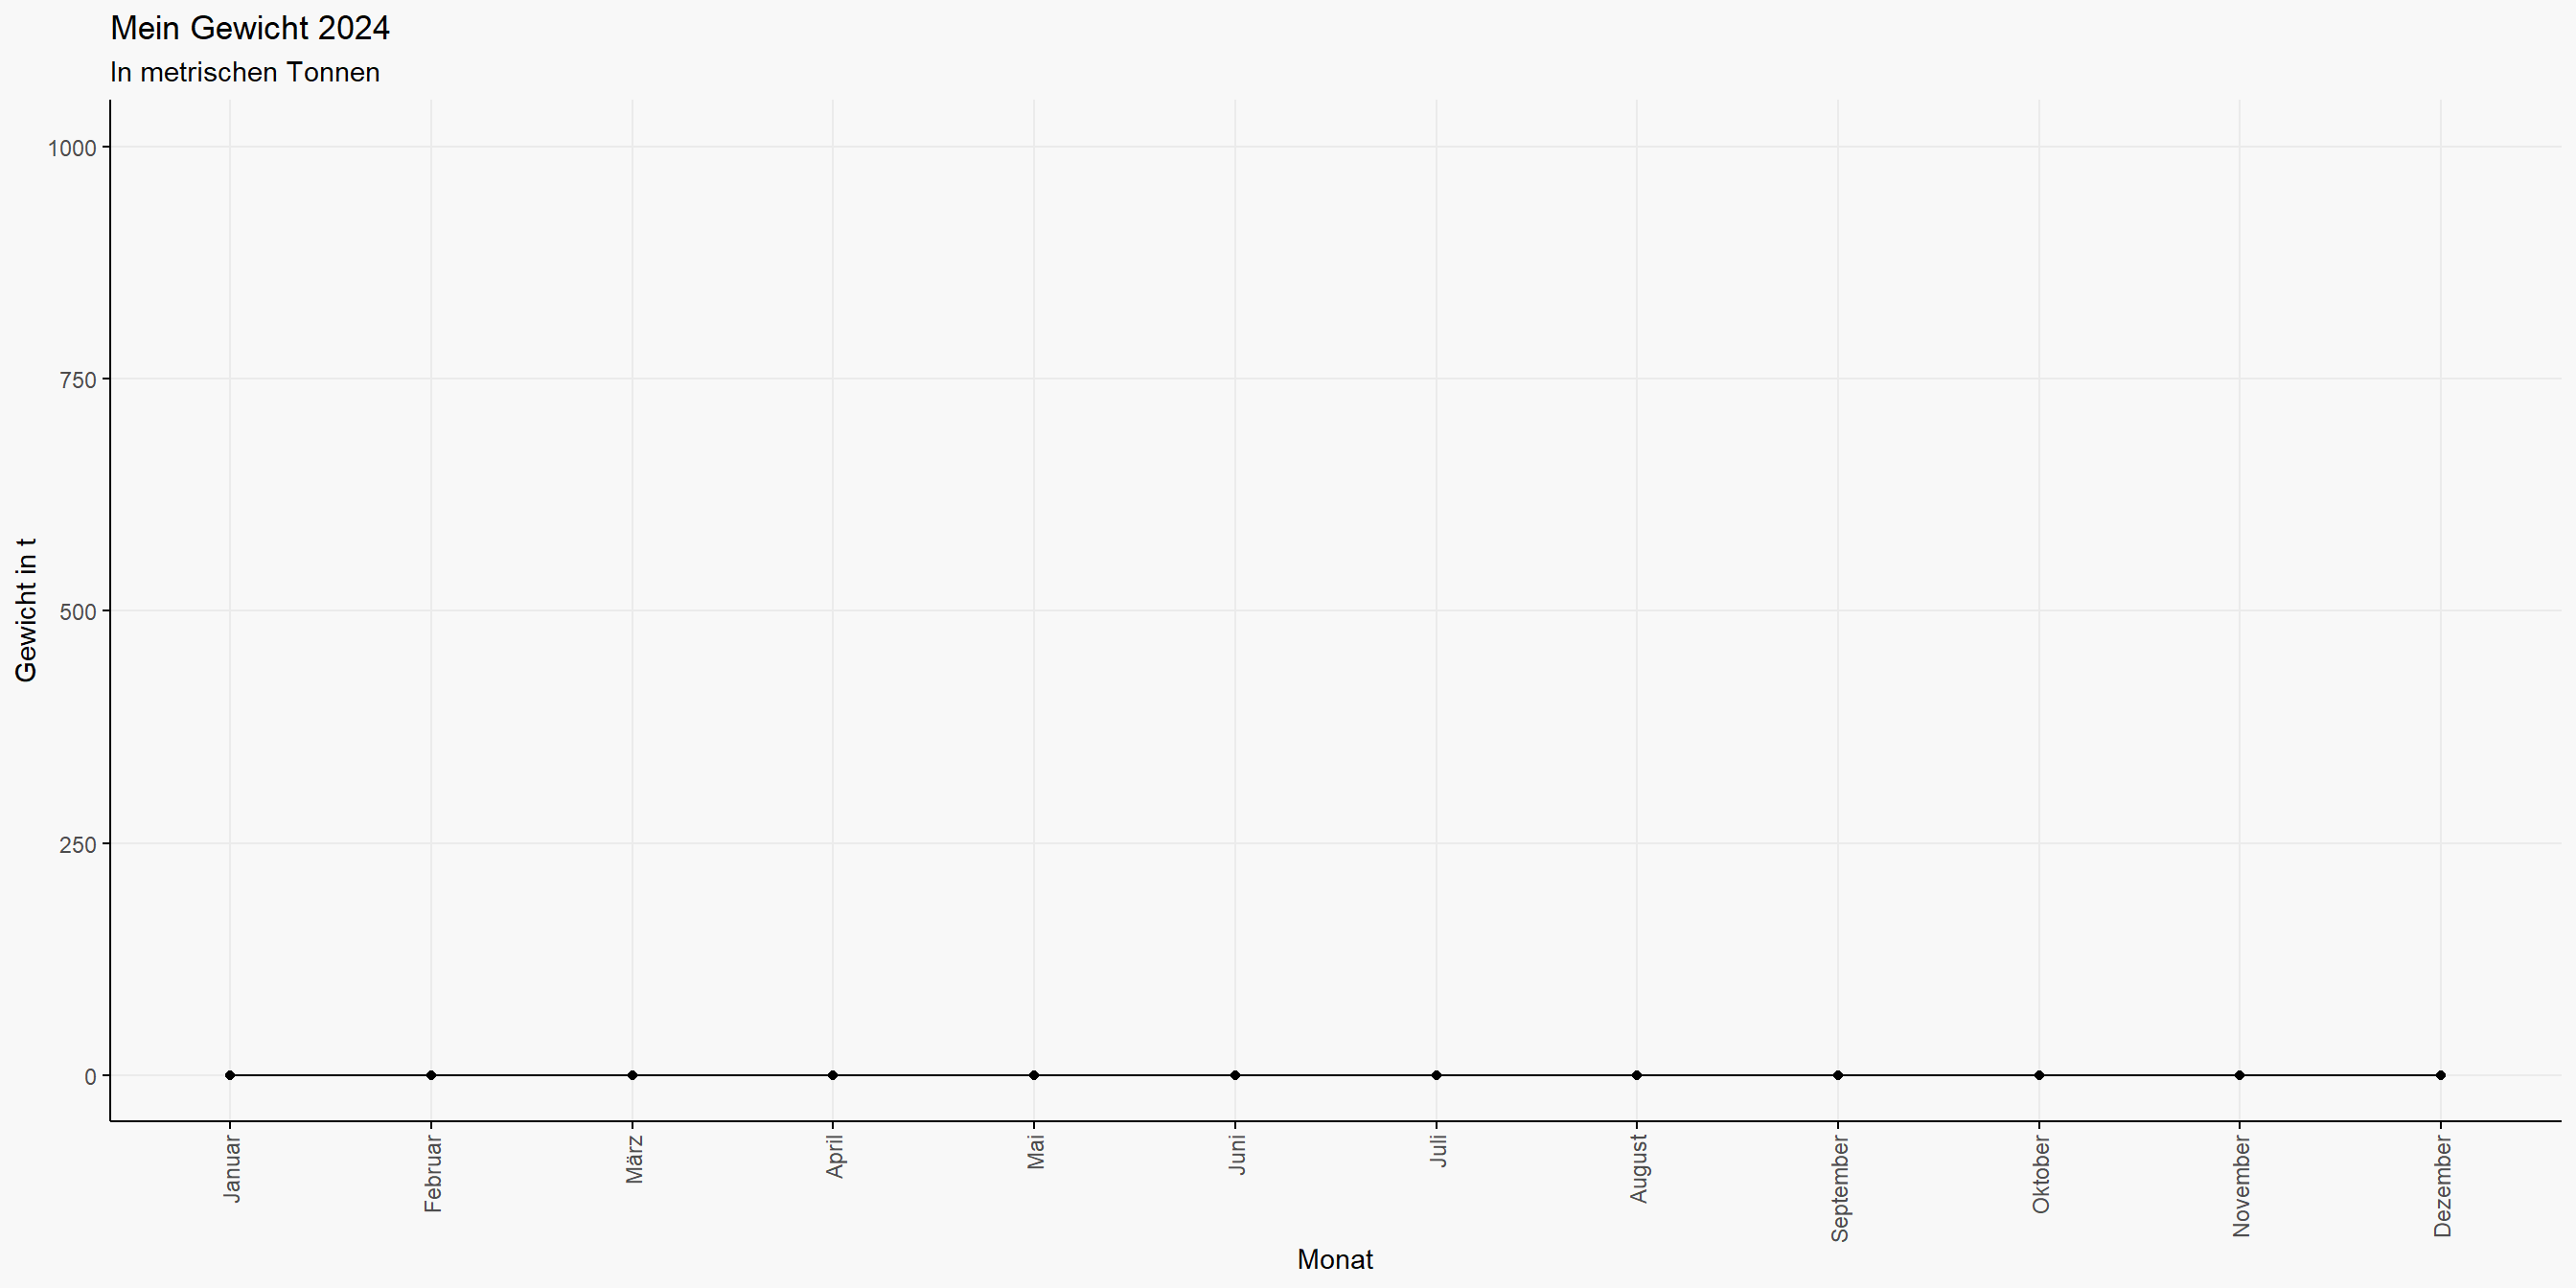 Mein Gewicht 2024
In metrischen Tonnen
Gewicht in t
1000
750
500
250
0
Januar
Februar
März
April
Mai
Juni
Juli
August
September
Oktober
November
Dezember
Monat